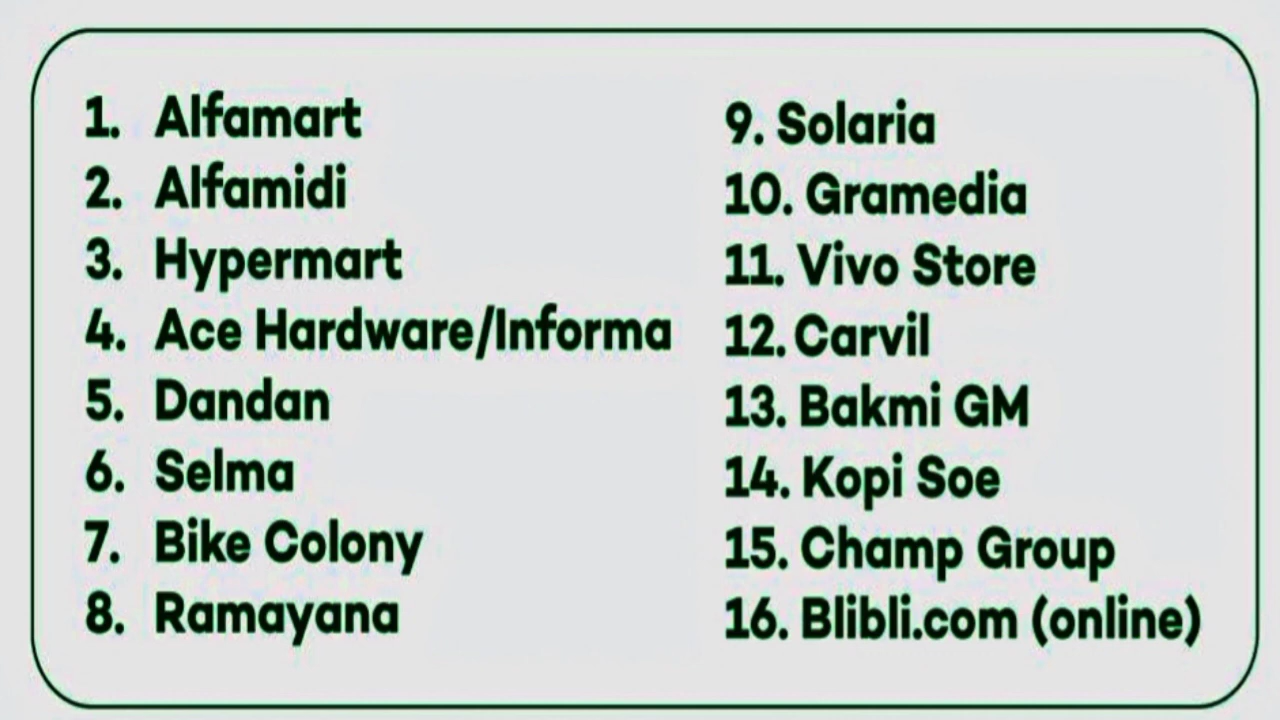 1. Alfamart
2. Alfamidi
3. Hypermart
4. Ace Hardware/Informa
5. Dandan
6. Selma
7. Bike Colony
8. Ramayana
9. Solaria
10. Gramedia
11. Vivo Store
12. Carvil
13. Bakmi GM
14. Kopi Soe
15. Champ Group
16. Blibli.com (online)